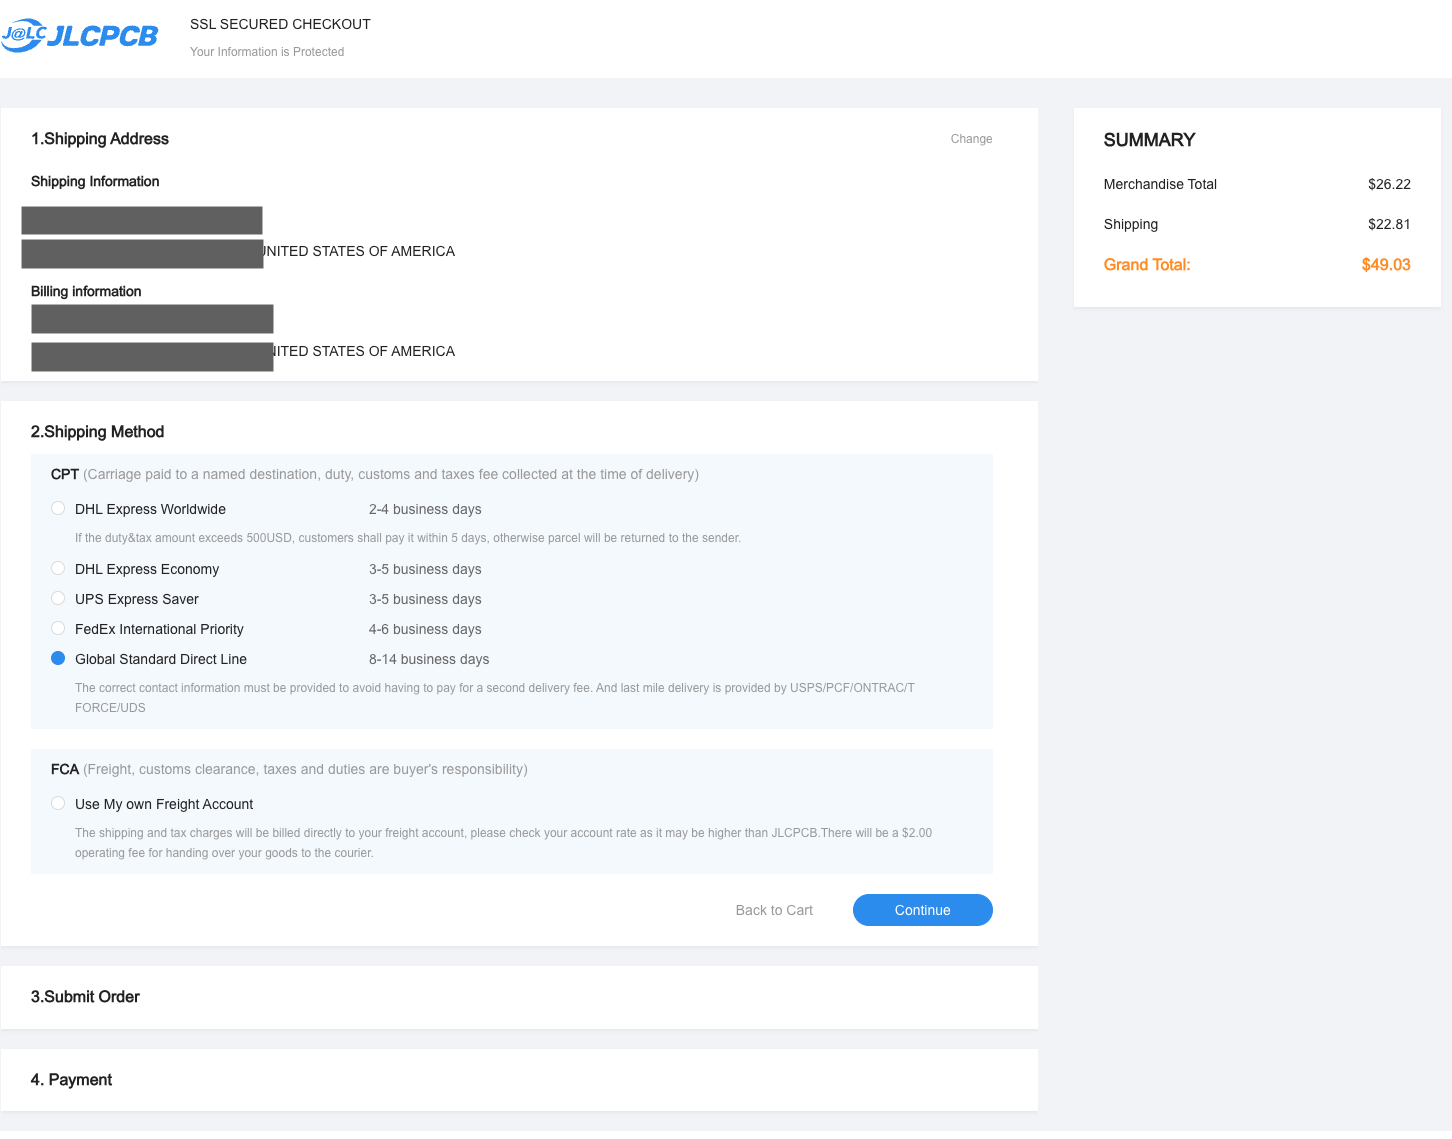 J@LC JLCPCB
SSL SECURED CHECKOUT
Your Information is Protected
1.Shipping Address
Change
Shipping Information
UNITED STATES OF AMERICA
Billing information
NITED STATES OF AMERICA
2.Shipping Method
CPT (Carriage paid to a named destination, duty, customs and taxes fee collected at the time of delivery)
DHL Express Worldwide 2-4 business days
If the duty&tax amount exceeds 500USD, customers shall pay it within 5 days, otherwise parcel will be returned to the sender.
DHL Express Economy 3-5 business days
UPS Express Saver 3-5 business days
FedEx International Priority 4-6 business days
Global Standard Direct Line 8-14 business days
The correct contact information must be provided to avoid having to pay for a second delivery fee. And last mile delivery is provided by USPS/PCF/ONTRAC/T
FORCE/UDS
FCA (Freight, customs clearance, taxes and duties are buyer's responsibility)
Use My own Freight Account
The shipping and tax charges will be billed directly to your freight account, please check your account rate as it may be higher than JLCPCB.There will be a $2.00
operating fee for handing over your goods to the courier.
Back to Cart
Continue
3.Submit Order
4. Payment
SUMMARY
Merchandise Total $26.22
Shipping $22.81
Grand Total: $49.03